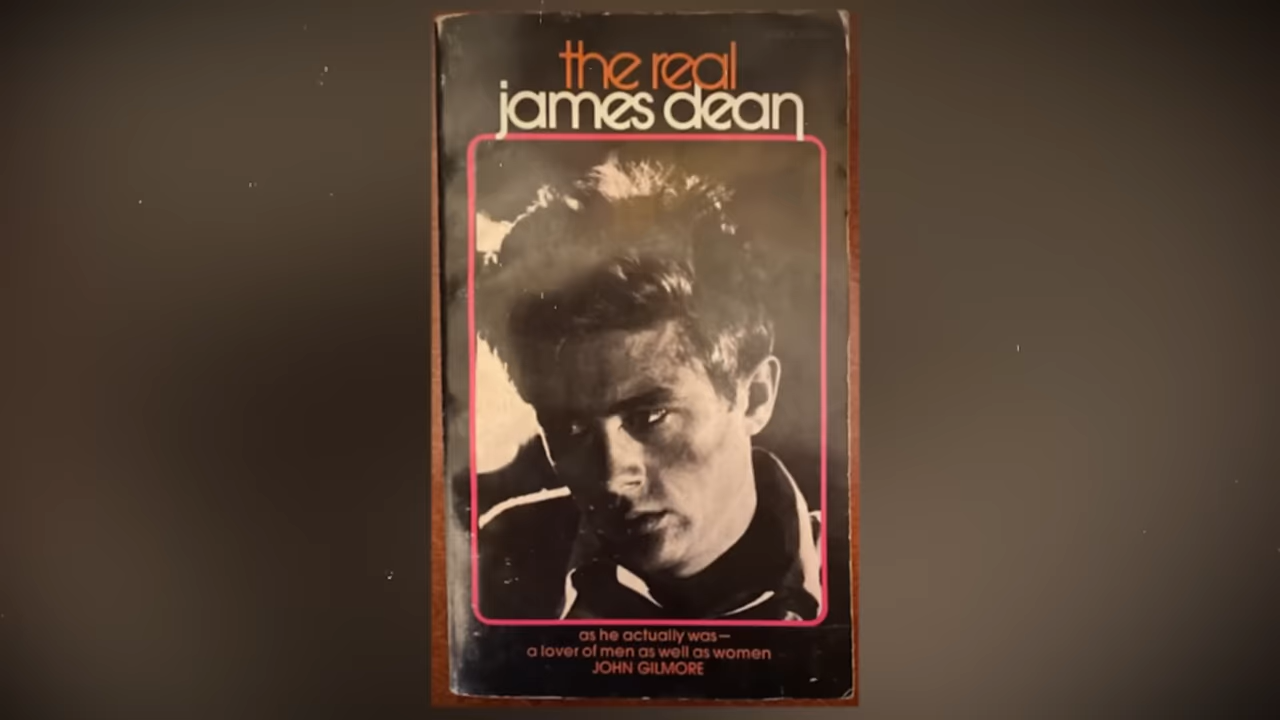 the real
james dean
as he actually was—
a lover of men as well as women
JOHN GILMORE